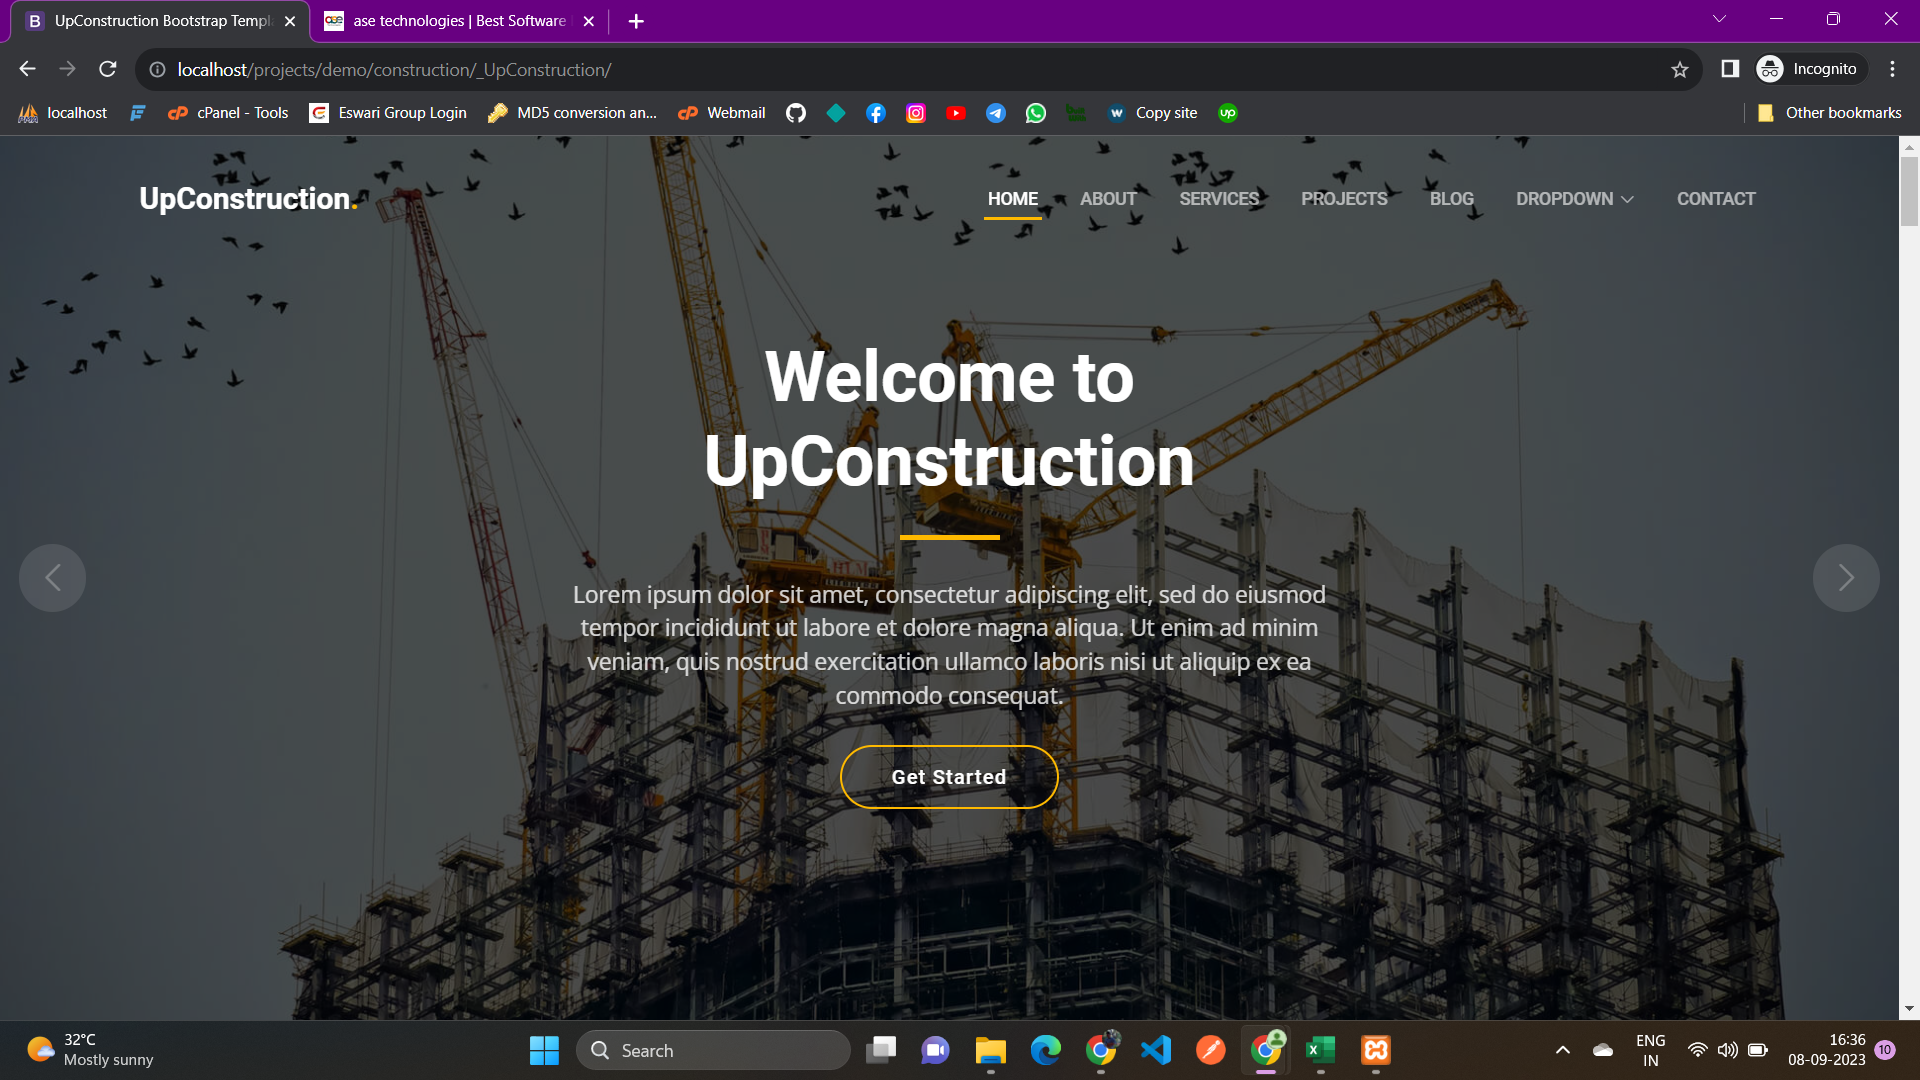 UpConstruction Bootstrap Templa
ase technologies | Best Software
localhost/projects/demo/construction/_UpConstruction/
Incognito
localhost
cPanel - Tools
Eswari Group Login
MD5 conversion an...
Webmail
Copy site
Other bookmarks
UpConstruction.
HOME
ABOUT
SERVICES
PROJECTS
BLOG
DROPDOWN
CONTACT
Welcome to
UpConstruction
Lorem ipsum dolor sit amet, consectetur adipiscing elit, sed do eiusmod
tempor incididunt ut labore et dolore magna aliqua. Ut enim ad minim
veniam, quis nostrud exercitation ullamco laboris nisi ut aliquip ex ea
commodo consequat.
Get Started
32°C
Mostly sunny
Search
ENG
IN
16:36
08-09-2023
10